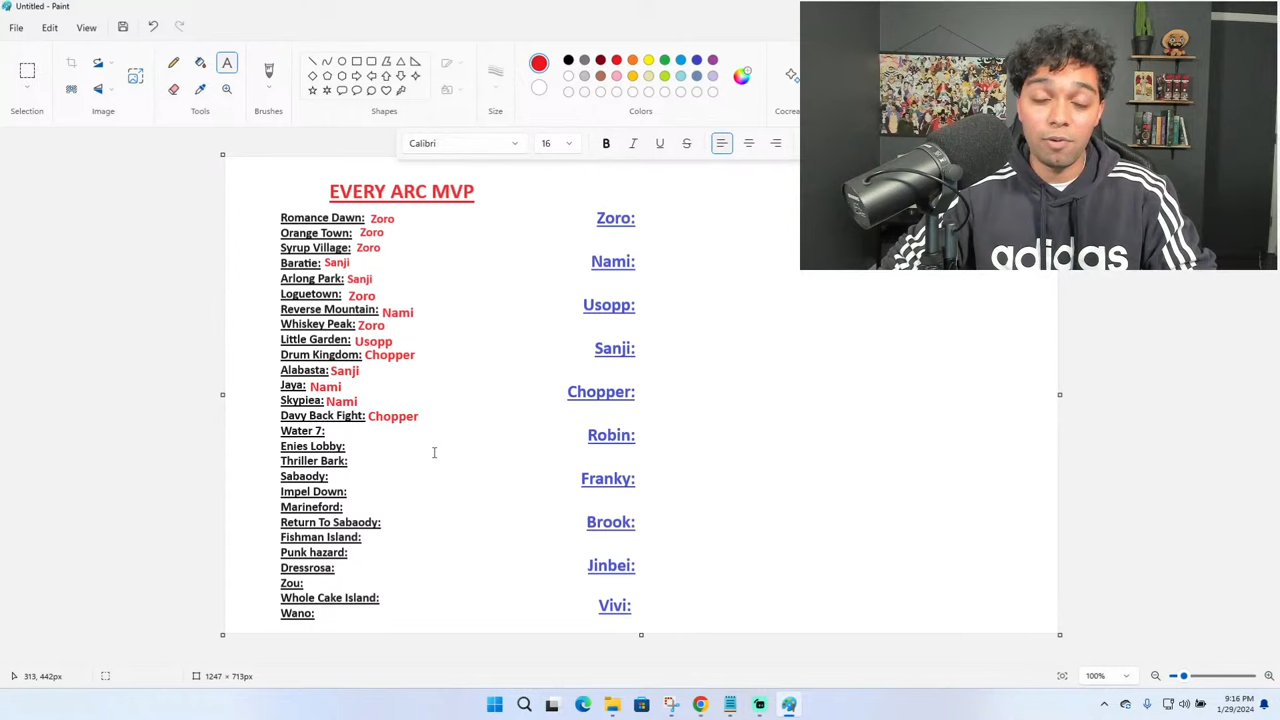 Untitled - Paint
File Edit View
Selection
Image
Tools
Brushes
Shapes
Size
Colors
Calibri
16
EVERY ARC MVP
Romance Dawn: Zoro
Orange Town: Zoro
Syrup Village: Zoro
Baratie: Sanji
Arlong Park: Sanji
Loguetown: Zoro
Reverse Mountain: Nami
Whiskey Peak: Zoro
Little Garden: Usopp
Drum Kingdom: Chopper
Alabasta: Sanji
Jaya: Nami
Skypiea: Nami
Davy Back Fight: Chopper
Water 7:
Enies Lobby:
Thriller Bark:
Sabaody:
Impel Down:
Marineford:
Return To Sabaody:
Fishman Island:
Punk hazard:
Dressrosa:
Zou:
Whole Cake Island:
Wano:
Zoro:
Nami:
Usopp:
Sanji:
Chopper:
Robin:
Franky:
Brook:
Jinbei:
Vivi:
adidas
313, 442px
1247 × 713px
100%
9:16 PM
1/29/2024